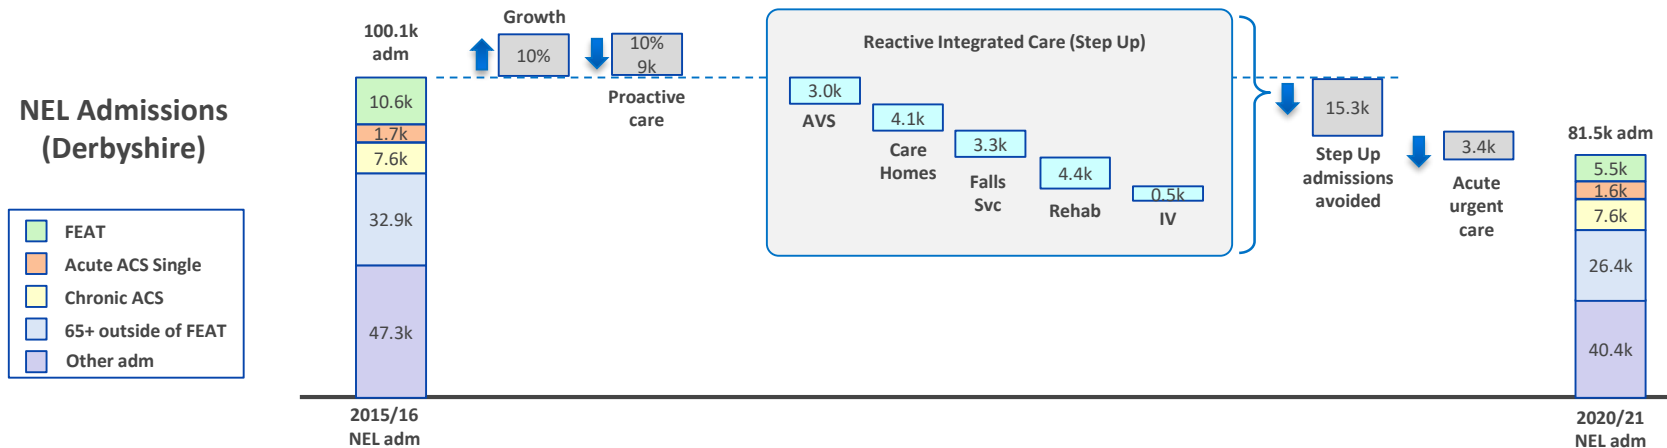 NEL Admissions
(Derbyshire)
FEAT
Acute ACS Single
Chronic ACS
65+ outside of FEAT
Other adm
100.1k
adm
10.6k
1.7k
7.6k
32.9k
47.3k
2015/16
NEL adm
Growth
10%
10%
9k
Proactive
care
Reactive Integrated Care (Step Up)
3.0k
AVS
4.1k
Care
Homes
3.3k
Falls
Svc
4.4k
Rehab
0.5k
IV
15.3k
Step Up
admissions
avoided
3.4k
Acute
urgent
care
81.5k adm
5.5k
1.6k
7.6k
26.4k
40.4k
2020/21
NEL adm